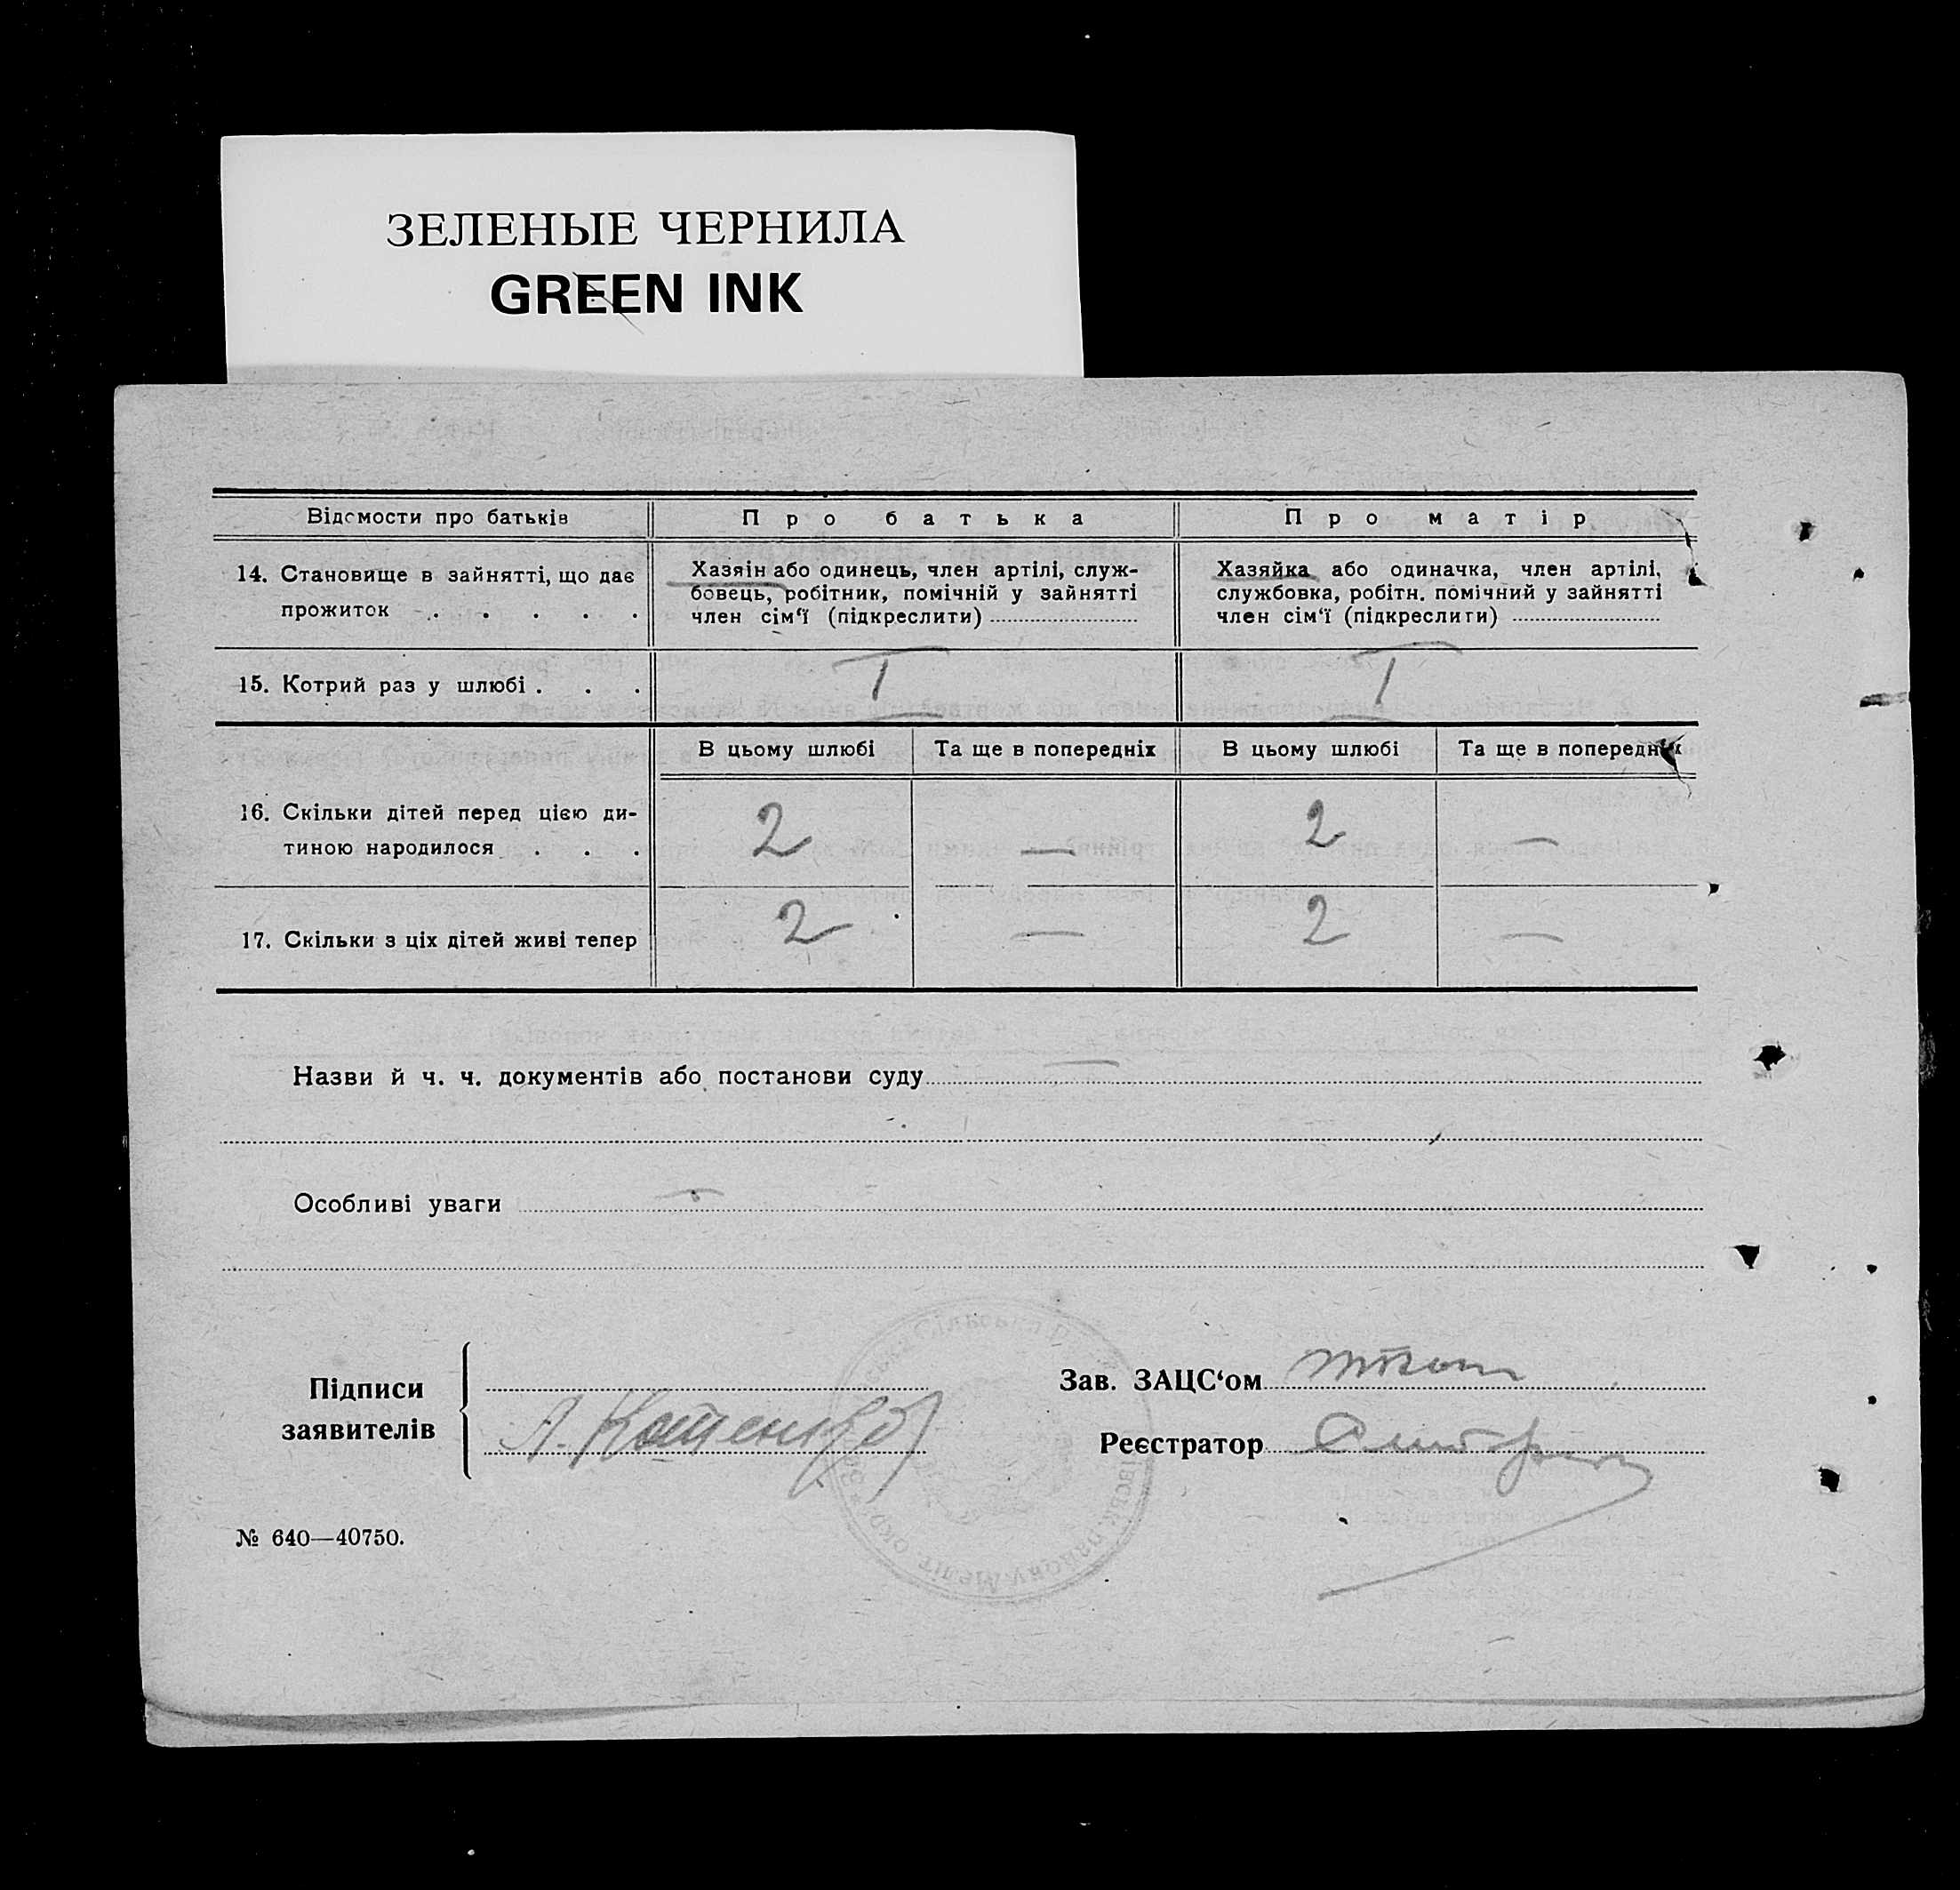 ЗЕЛЕНЫЕ ЧЕРНИЛА
GREEN INK
Відомости про батьків Про батька Про матір
14. Становище в зайнятті, що дає прожиток . . . . .
Хазяін або одинець, член артілі, служ-
бовець, робітник, помічній у зайнятті
член сім‘ї (підкреслити)
Хазяйка або одиначка, член артілі,
службовка, робітн. помічний у зайнятті
член сім‘ї (підкреслити)
15. Котрий раз у шлюбі . . . I I
В цьому шлюбі Та ще в попередніх В цьому шлюбі Та ще в попередніх
16. Скільки дітей перед цією ди-
тиною народилося . . . 2 — 2 —
17. Скільки з ціх дітей живі тепер 2 — 2 —
Назви й ч. ч. документів або постанови суду —
Особливі уваги —
Підписи
заявителів
Зав. ЗАЦС‘ом
Реєстратор
№ 640—40750.